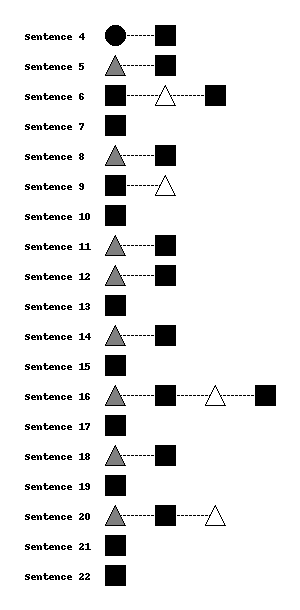 Sentence 4
Sentence 5
Sentence 6
Sentence 7
Sentence 8
Sentence 9
Sentence 10
Sentence 11
Sentence 12
Sentence 13
Sentence 14
Sentence 15
Sentence 16
Sentence 17
Sentence 18
Sentence 19
Sentence 20
Sentence 21
Sentence 22